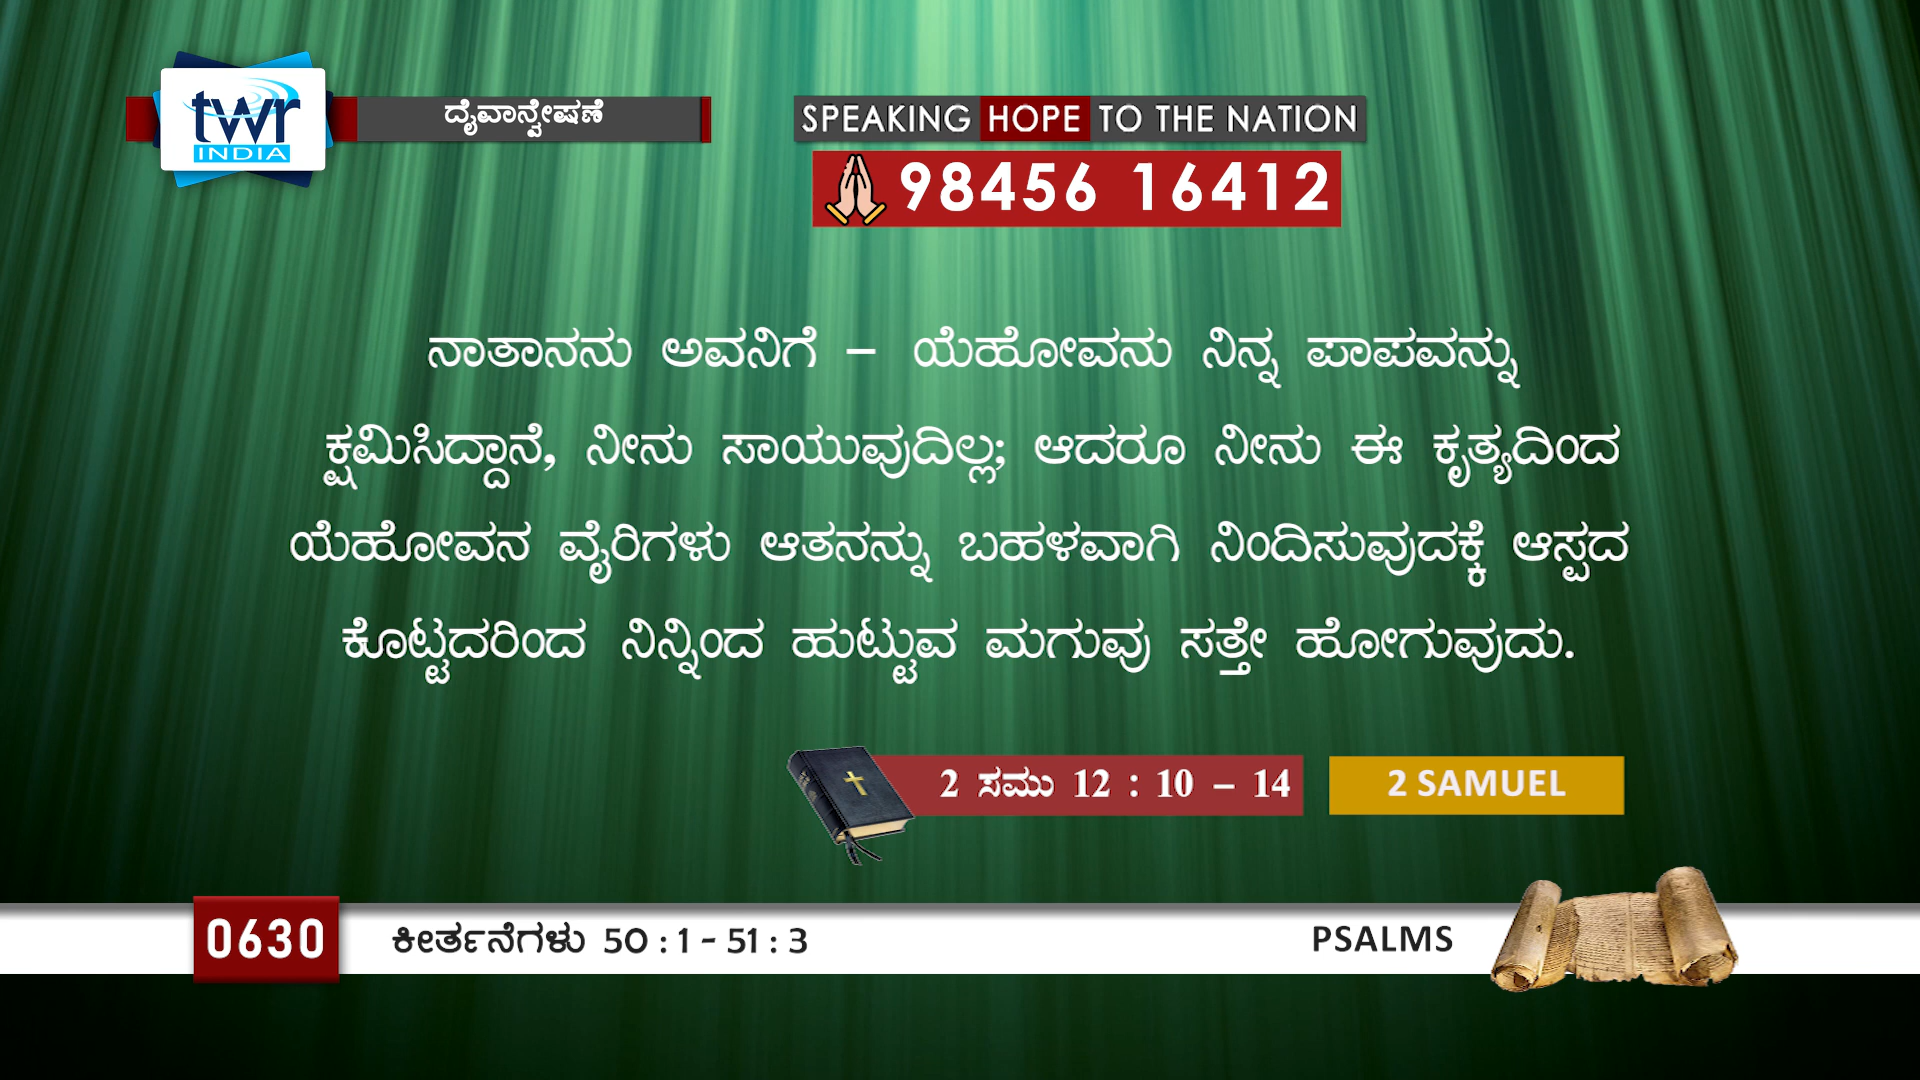 twr
INDIA
ದೈವಾನ್ವೇಷಣೆ
SPEAKING HOPE TO THE NATION
98456 16412
ನಾತಾನನು ಅವನಿಗೆ – ಯೆಹೋವನು ನಿನ್ನ ಪಾಪವನ್ನು
ಕ್ಷಮಿಸಿದ್ದಾನೆ, ನೀನು ಸಾಯುವುದಿಲ್ಲ; ಆದರೂ ನೀನು ಈ ಕೃತ್ಯದಿಂದ
ಯೆಹೋವನ ವೈರಿಗಳು ಆತನನ್ನು ಬಹಳವಾಗಿ ನಿಂದಿಸುವುದಕ್ಕೆ ಆಸ್ಪದ
ಕೊಟ್ಟದರಿಂದ ನಿನ್ನಿಂದ ಹುಟ್ಟುವ ಮಗುವು ಸತ್ತೇ ಹೋಗುವುದು.
2 ಸಮು 12 : 10 – 14
2 SAMUEL
0630
ಕೀರ್ತನೆಗಳು 50 : 1 - 51 : 3
PSALMS